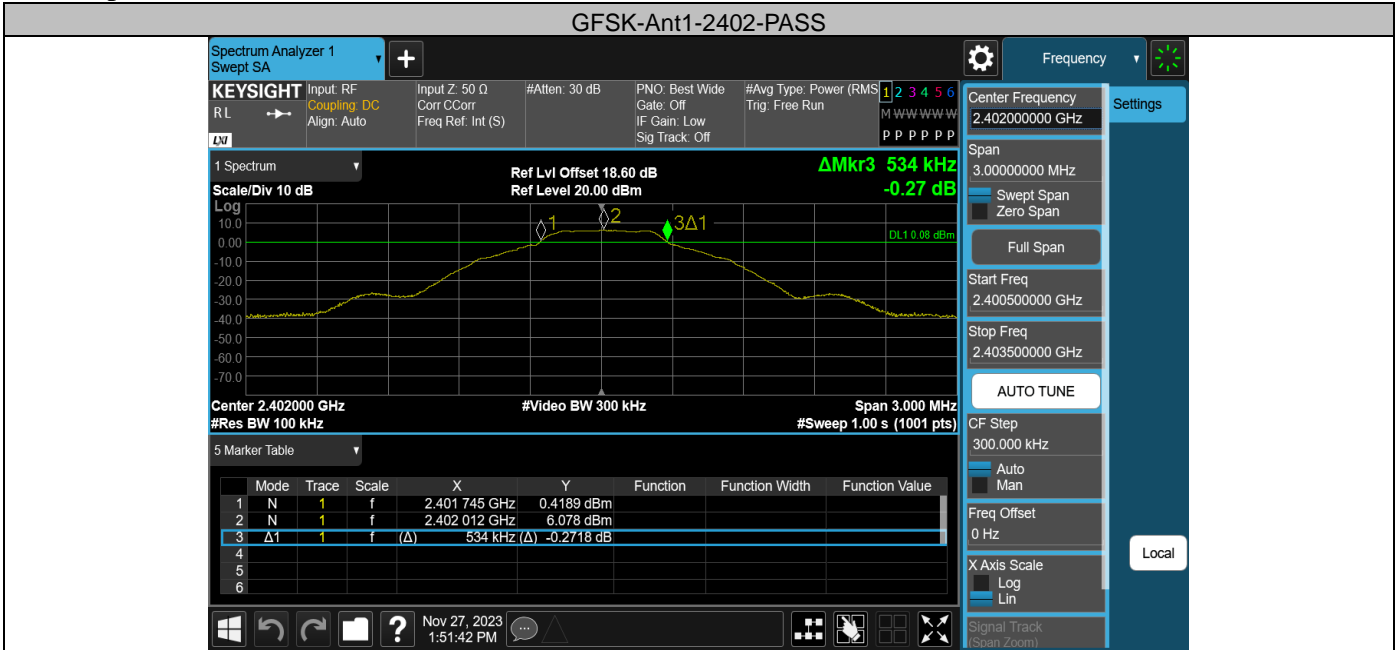 GFSK-Ant1-2402-PASS
Spectrum Analyzer 1
Swept SA
+
Frequency
KEYSIGHT
R L
LXI
Input: RF
Coupling: DC
Align: Auto
Input Z: 50 Ω
Corr CCorr
Freq Ref: Int (S)
#Atten: 30 dB
PNO: Best Wide
Gate: Off
IF Gain: Low
Sig Track: Off
#Avg Type: Power (RMS
Trig: Free Run
1 2 3 4 5 6
M W W W W W
P P P P P P
Center Frequency
2.402000000 GHz
Settings
Span
3.00000000 MHz
Swept Span
Zero Span
Full Span
Start Freq
2.400500000 GHz
Stop Freq
2.403500000 GHz
AUTO TUNE
CF Step
300.000 kHz
Auto
Man
Freq Offset
0 Hz
X Axis Scale
Log
Lin
Signal Track
(Span Zoom)
Local
1 Spectrum
Scale/Div 10 dB
Ref Lvl Offset 18.60 dB
Ref Level 20.00 dBm
ΔMkr3 534 kHz
-0.27 dB
Log
10.0
0.00
-10.0
-20.0
-30.0
-40.0
-50.0
-60.0
-70.0
1
2
3Δ1
DL1 0.08 dBm
Center 2.402000 GHz
#Res BW 100 kHz
#Video BW 300 kHz
Span 3.000 MHz
#Sweep 1.00 s (1001 pts)
5 Marker Table
Mode Trace Scale X Y Function Function Width Function Value
1 N 1 f 2.401 745 GHz 0.4189 dBm
2 N 1 f 2.402 012 GHz 6.078 dBm
3 Δ1 1 f (Δ) 534 kHz (Δ) -0.2718 dB
4
5
6
?
Nov 27, 2023
1:51:42 PM